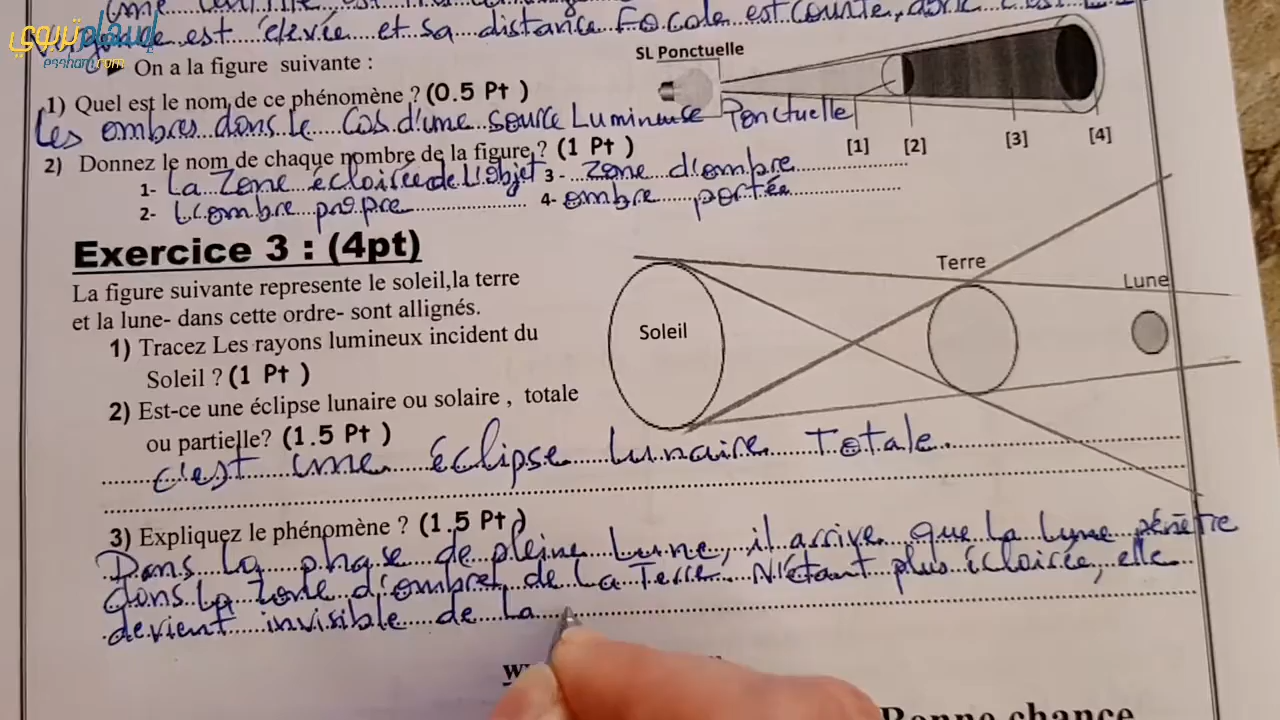 est élevée et sa distance Focale est courte, donc c'est
إسهام تربوي
essham.com
On a la figure suivante :
SL Ponctuelle
1) Quel est le nom de ce phénomène ? (0.5 Pt )
Les ombres dans le cas d'une source Lumineuse Ponctuelle
[1] [2] [3] [4]
2) Donnez le nom de chaque nombre de la figure ? (1 Pt )
1- La Zone éclairée de L'objet 3 - Zone d'ombre
2- L'ombre propre 4- ombre portée
Exercice 3 : (4pt)
La figure suivante represente le soleil,la terre
et la lune- dans cette ordre- sont allignés.
1) Tracez Les rayons lumineux incident du
Soleil ? (1 Pt )
Soleil
Terre
Lune
2) Est-ce une éclipse lunaire ou solaire , totale
ou partielle? (1.5 Pt )
c'est une éclipse lunaire Totale.
3) Expliquez le phénomène ? (1.5 Pt )
Dans la phase de pleine Lune, il arrive que la Lune pénètre
dans la Zone d'ombre de La Terre N'étant plus éclairée, elle
devient invisible de La
Bonne chance